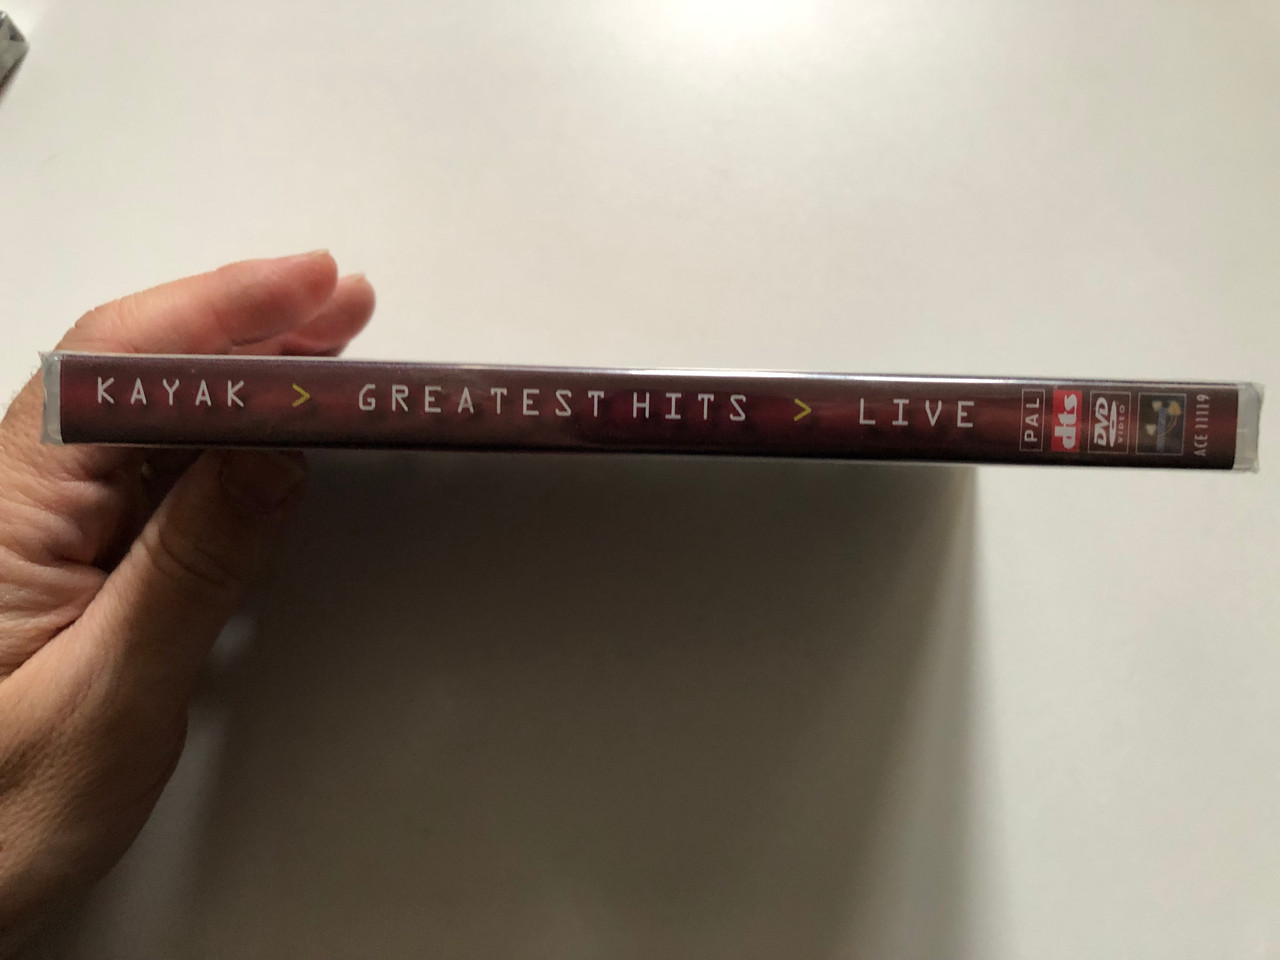 KAYAK > GREATEST HITS > LIVE
PAL
dts
DVD
VIDEO
ACE 11119